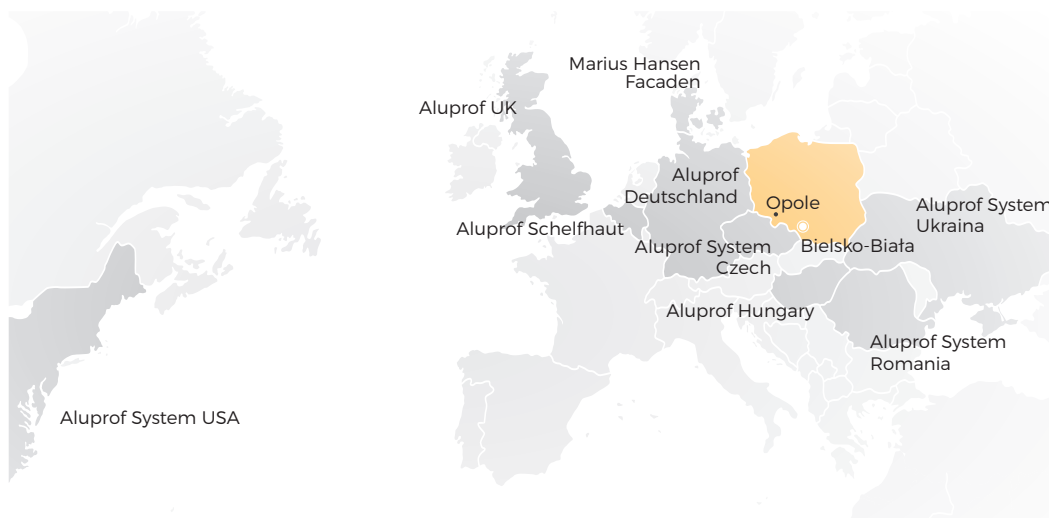 Marius Hansen
Facaden
Aluprof UK
Aluprof
Deutschland
Opole
Aluprof System
Ukraina
Aluprof Schelfhaut
Aluprof System
Czech
Bielsko-Biała
Aluprof Hungary
Aluprof System
Romania
Aluprof System USA